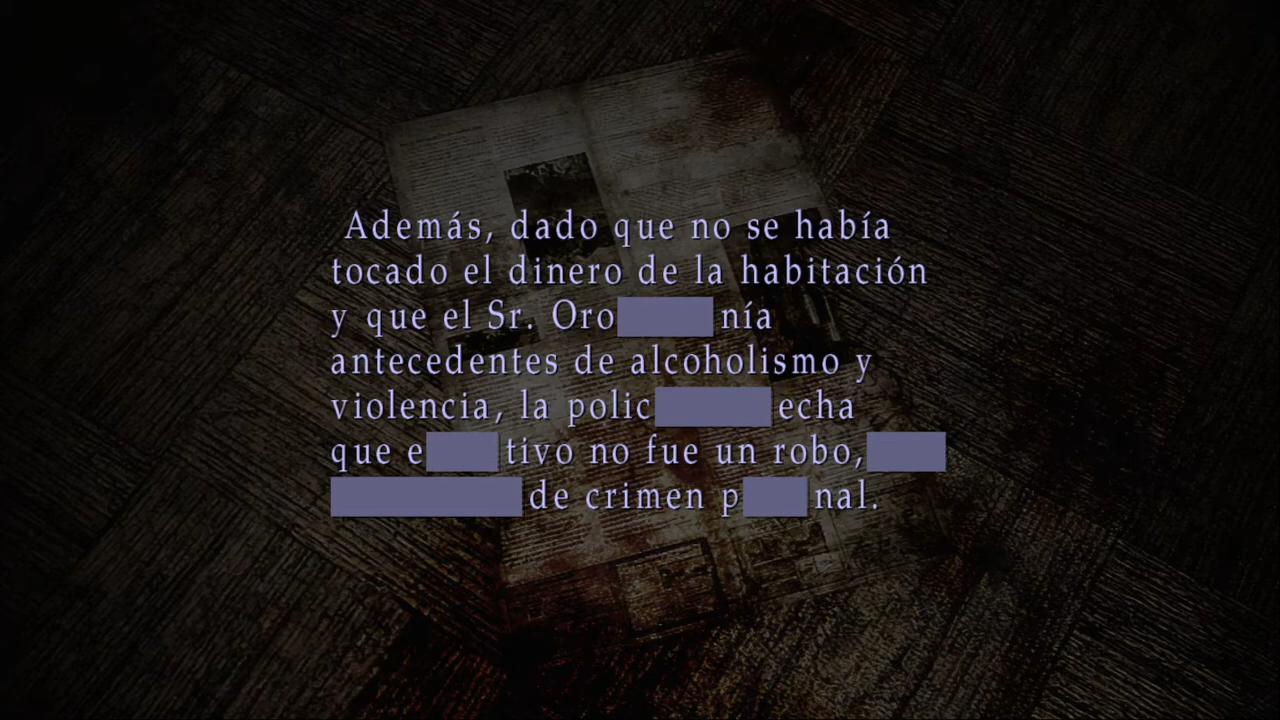 Además, dado que no se había
tocado el dinero de la habitación
y que el Sr. Oro nía
antecedentes de alcoholismo y
violencia, la polic echa
que e tivo no fue un robo,
de crimen p nal.